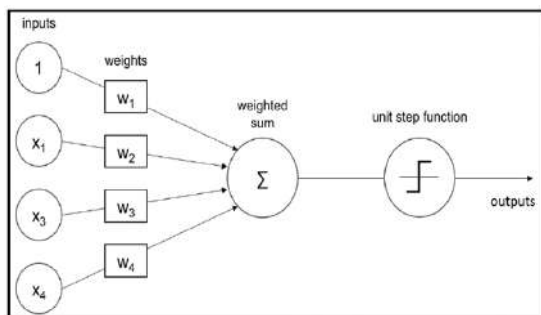 inputs
1
weights
w1
weighted
sum
unit step function
x1
w2
Σ
x3
w3
outputs
x4
w4